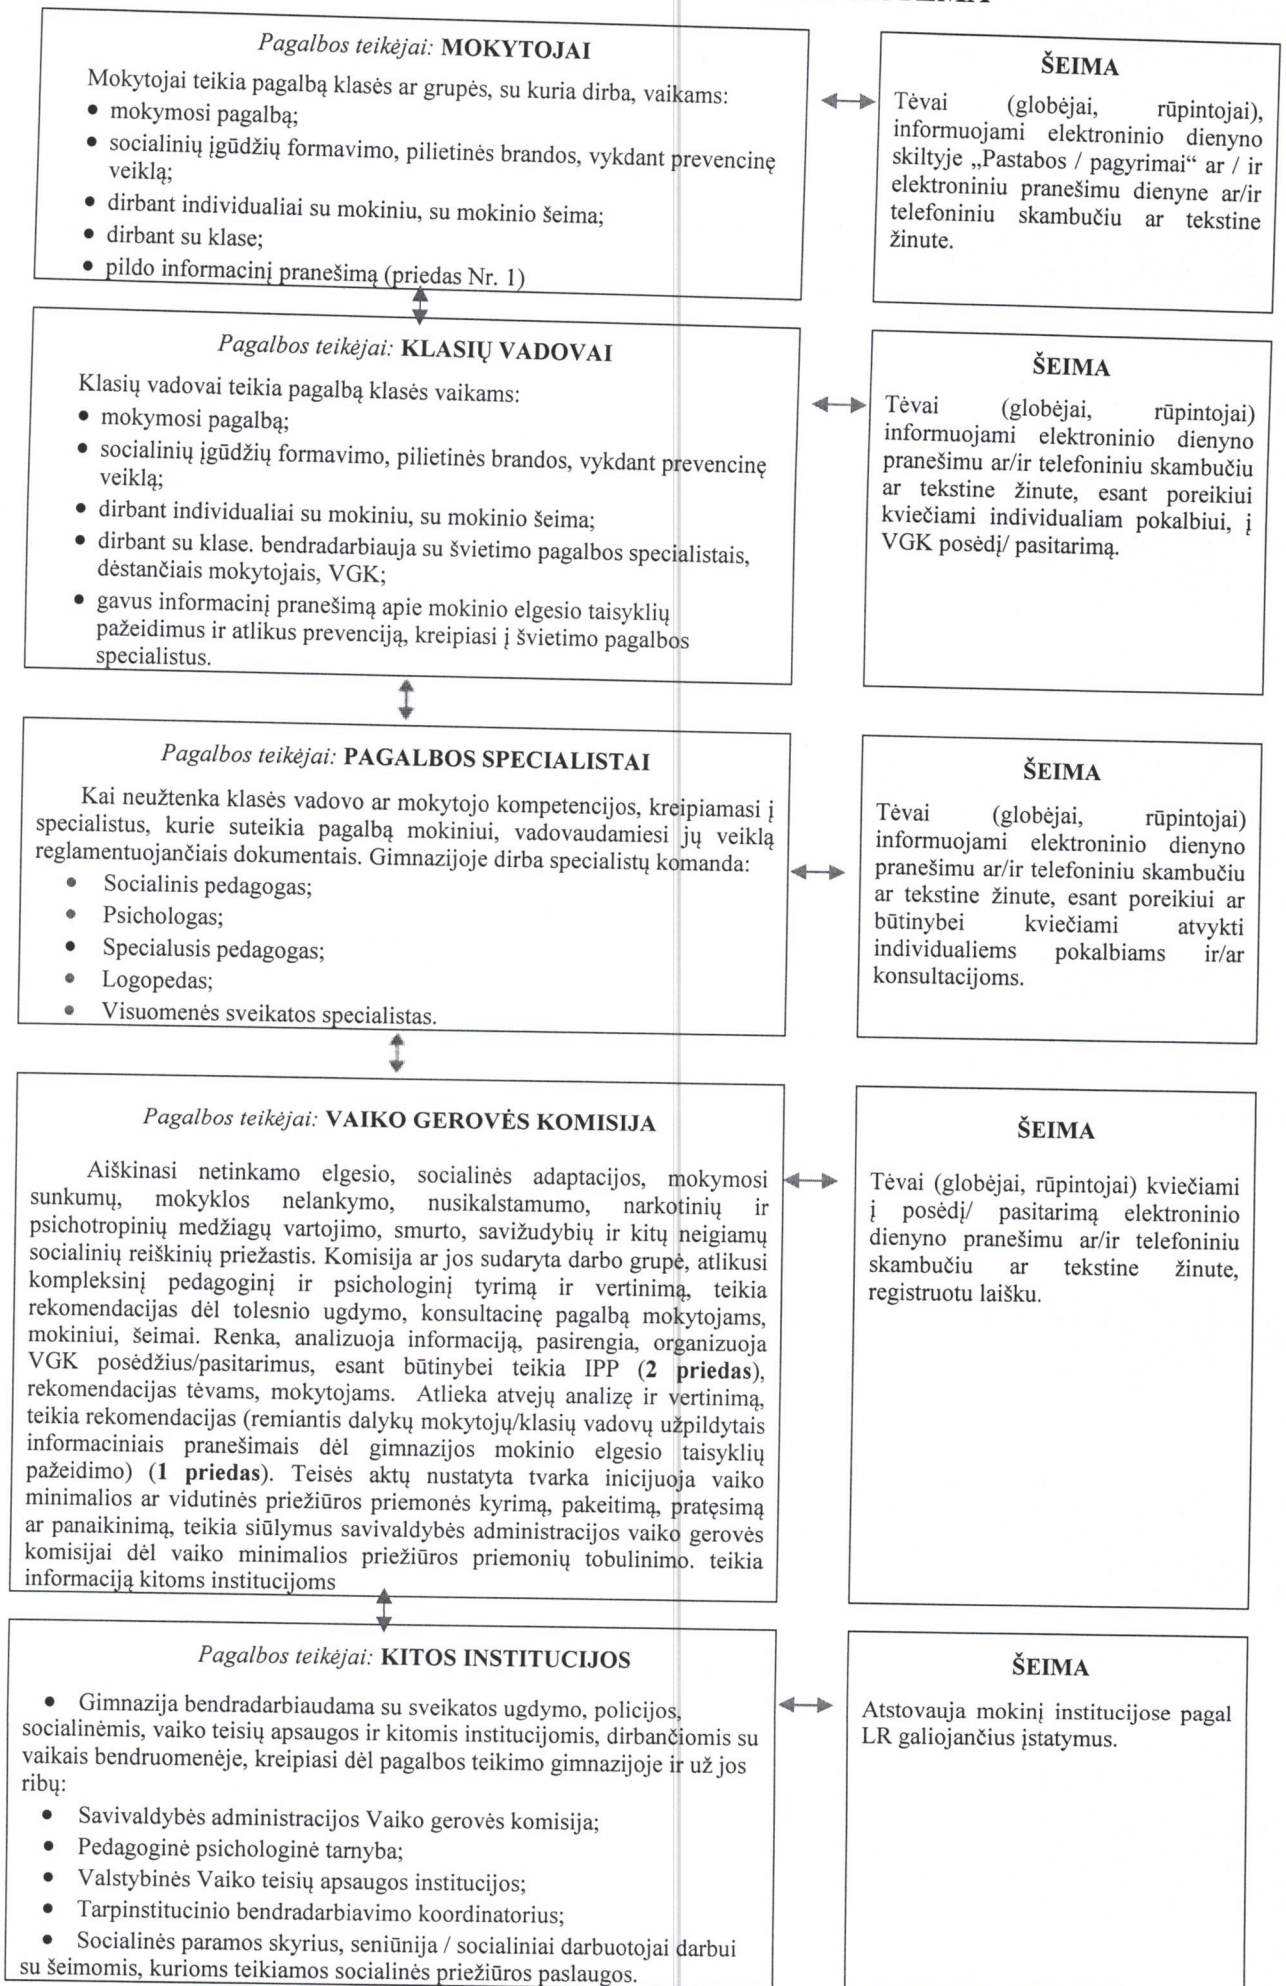 Pagalbos teikėjai: MOKYTOJAI
Mokytojai teikia pagalbą klasės ar grupės, su kuria dirba, vaikams:
• mokymosi pagalbą;
• socialinių įgūdžių formavimo, pilietinės brandos, vykdant prevencinę
veiklą;
• dirbant individualiai su mokiniu, su mokinio šeima;
• dirbant su klase;
• pildo informacinį pranešimą (priedas Nr. 1)
ŠEIMA
Tėvai (globėjai, rūpintojai),
informuojami elektroninio dienyno
skiltyje „Pastabos / pagyrimai“ ar / ir
elektroniniu pranešimu dienyne ar/ir
telefoniniu skambučiu ar tekstine
žinute.
Pagalbos teikėjai: KLASIŲ VADOVAI
Klasių vadovai teikia pagalbą klasės vaikams:
• mokymosi pagalbą;
• socialinių įgūdžių formavimo, pilietinės brandos, vykdant prevencinę
veiklą;
• dirbant individualiai su mokiniu, su mokinio šeima;
• dirbant su klase. bendradarbiauja su švietimo pagalbos specialistais,
dėstančiais mokytojais, VGK;
• gavus informacinį pranešimą apie mokinio elgesio taisyklių
pažeidimus ir atlikus prevenciją, kreipiasi į švietimo pagalbos
specialistus.
ŠEIMA
Tėvai (globėjai, rūpintojai)
informuojami elektroninio dienyno
pranešimu ar/ir telefoniniu skambučiu
ar tekstine žinute, esant poreikiui
kviečiami individualiam pokalbiui, į
VGK posėdį/ pasitarimą.
Pagalbos teikėjai: PAGALBOS SPECIALISTAI
Kai neužtenka klasės vadovo ar mokytojo kompetencijos, kreipiamasi į
specialistus, kurie suteikia pagalbą mokiniui, vadovaudamiesi jų veiklą
reglamentuojančiais dokumentais. Gimnazijoje dirba specialistų komanda:
• Socialinis pedagogas;
• Psichologas;
• Specialusis pedagogas;
• Logopedas;
• Visuomenės sveikatos specialistas.
ŠEIMA
Tėvai (globėjai, rūpintojai)
informuojami elektroninio dienyno
pranešimu ar/ir telefoniniu skambučiu
ar tekstine žinute, esant poreikiui ar
būtinybei kviečiami atvykti
individualiems pokalbiams ir/ar
konsultacijoms.
Pagalbos teikėjai: VAIKO GEROVĖS KOMISIJA
Aiškinasi netinkamo elgesio, socialinės adaptacijos, mokymosi
sunkumų, mokyklos nelankymo, nusikalstamumo, narkotinių ir
psichotropinių medžiagų vartojimo, smurto, savižudybių ir kitų neigiamų
socialinių reiškinių priežastis. Komisija ar jos sudaryta darbo grupė, atlikusi
kompleksinį pedagoginį ir psichologinį tyrimą ir vertinimą, teikia
rekomendacijas dėl tolesnio ugdymo, konsultacinę pagalbą mokytojams,
mokiniui, šeimai. Renka, analizuoja informaciją, pasirengia, organizuoja
VGK posėdžius/pasitarimus, esant būtinybei teikia IPP (2 priedas),
rekomendacijas tėvams, mokytojams. Atlieka atvejų analizę ir vertinimą,
teikia rekomendacijas (remiantis dalykų mokytojų/klasių vadovų užpildytais
informaciniais pranešimais dėl gimnazijos mokinio elgesio taisyklių
pažeidimo) (1 priedas). Teisės aktų nustatyta tvarka inicijuoja vaiko
minimalios ar vidutinės priežiūros priemonės kyrimą, pakeitimą, pratęsimą
ar panaikinimą, teikia siūlymus savivaldybės administracijos vaiko gerovės
komisijai dėl vaiko minimalios priežiūros priemonių tobulinimo. teikia
informaciją kitoms institucijoms
ŠEIMA
Tėvai (globėjai, rūpintojai) kviečiami
į posėdį/ pasitarimą elektroninio
dienyno pranešimu ar/ir telefoniniu
skambučiu ar tekstine žinute,
registruotu laišku.
Pagalbos teikėjai: KITOS INSTITUCIJOS
• Gimnazija bendradarbiaudama su sveikatos ugdymo, policijos,
socialinėmis, vaiko teisių apsaugos ir kitomis institucijomis, dirbančiomis su
vaikais bendruomenėje, kreipiasi dėl pagalbos teikimo gimnazijoje ir už jos
ribų:
• Savivaldybės administracijos Vaiko gerovės komisija;
• Pedagoginė psichologinė tarnyba;
• Valstybinės Vaiko teisių apsaugos institucijos;
• Tarpinstitucinio bendradarbiavimo koordinatorius;
• Socialinės paramos skyrius, seniūnija / socialiniai darbuotojai darbui
su šeimomis, kurioms teikiamos socialinės priežiūros paslaugos.
ŠEIMA
Atstovauja mokinį institucijose pagal
LR galiojančius įstatymus.